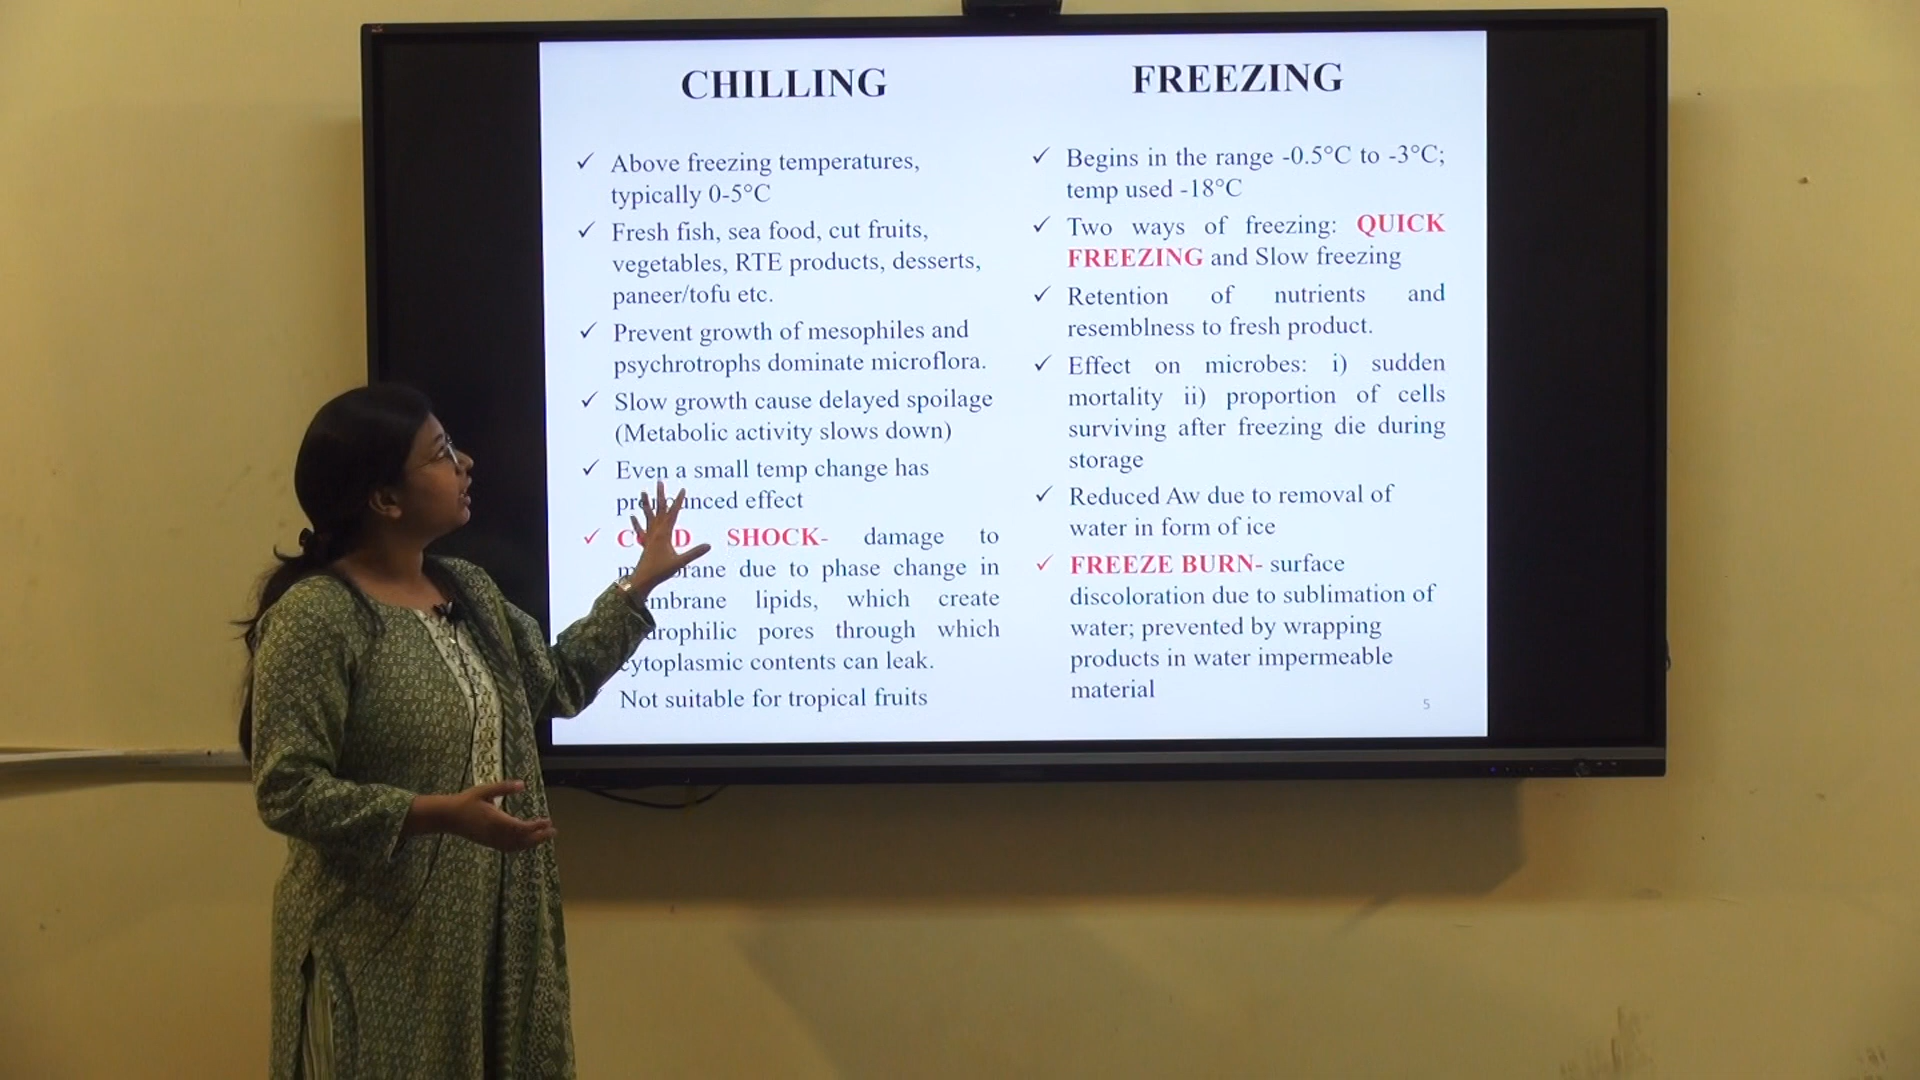 CHILLING
✓ Above freezing temperatures,
typically 0-5°C
✓ Fresh fish, sea food, cut fruits,
vegetables, RTE products, desserts,
paneer/tofu etc.
✓ Prevent growth of mesophiles and
psychrotrophs dominate microflora.
✓ Slow growth cause delayed spoilage
(Metabolic activity slows down)
✓ Even a small temp change has
effect
✓ SHOCK- damage to
due to phase change in
lipids, which create
pores through which
cytoplasmic contents can leak.
Not suitable for tropical fruits
FREEZING
✓ Begins in the range -0.5°C to -3°C;
temp used -18°C
✓ Two ways of freezing: QUICK
FREEZING and Slow freezing
✓ Retention of nutrients and
resemblness to fresh product.
✓ Effect on microbes: i) sudden
mortality ii) proportion of cells
surviving after freezing die during
storage
✓ Reduced Aw due to removal of
water in form of ice
✓ FREEZE BURN- surface
discoloration due to sublimation of
water; prevented by wrapping
products in water impermeable
material
5